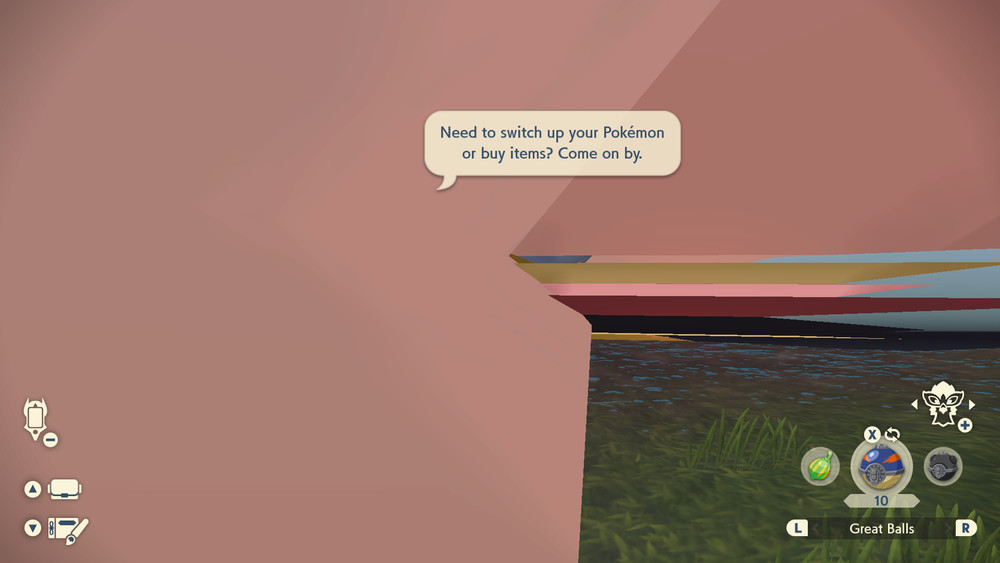 Need to switch up your Pokémon
or buy items? Come on by.
X
10
L
Great Balls
R